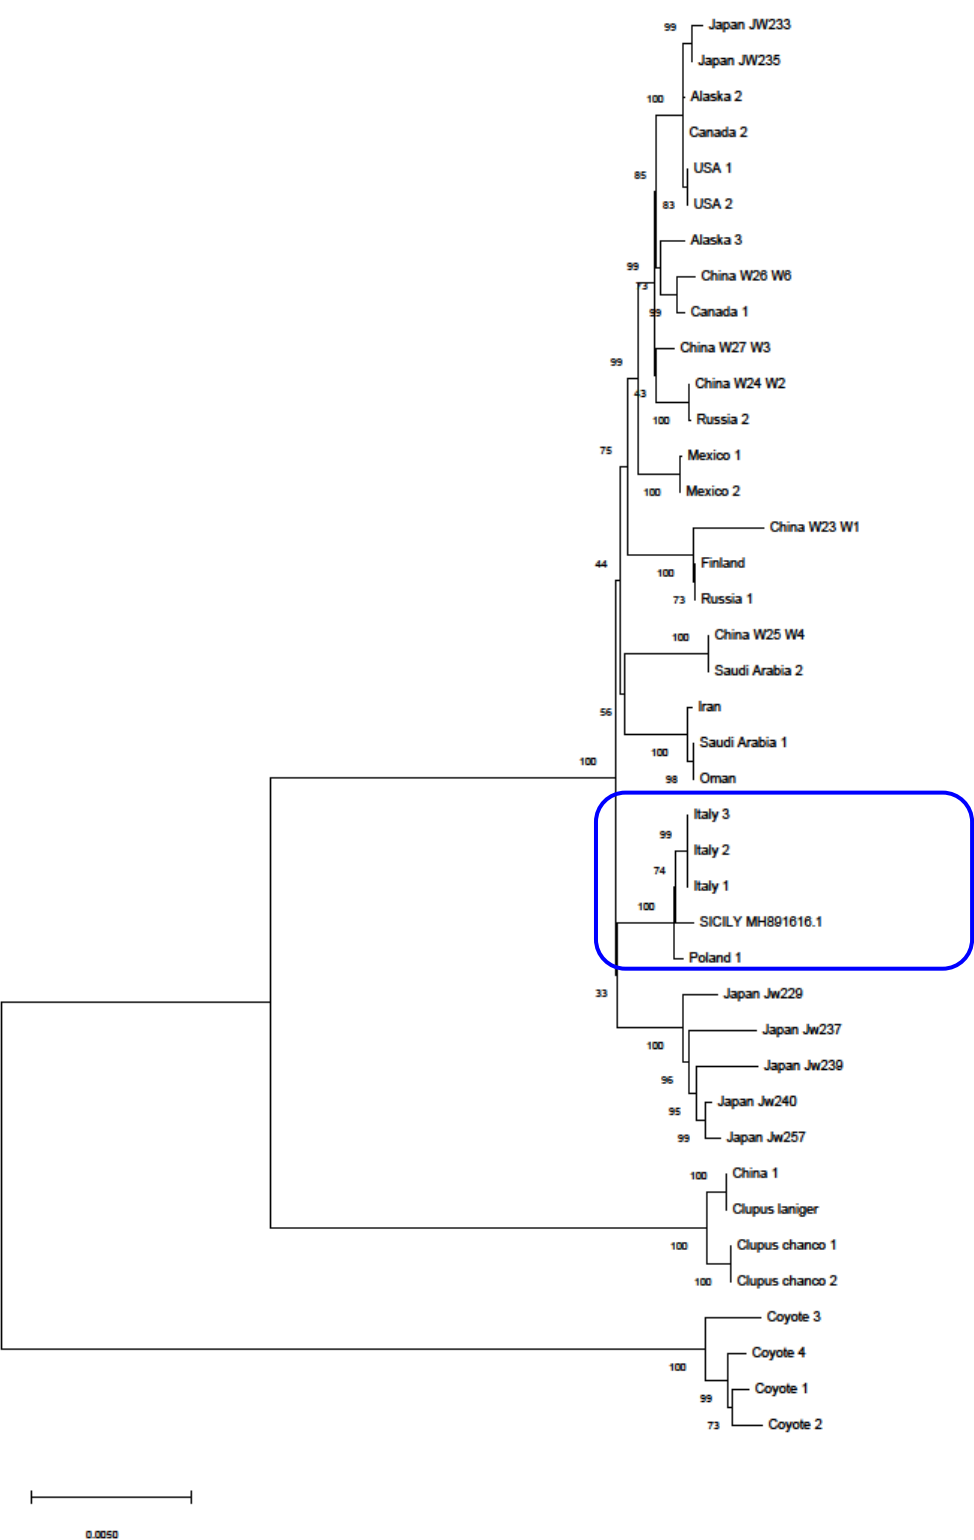 99
Japan JW233
Japan JW235
100
Alaska 2
Canada 2
85
USA 1
83
USA 2
Alaska 3
99
China W26 W6
73
99
Canada 1
99
China W27 W3
43
China W24 W2
100
Russia 2
75
Mexico 1
100
Mexico 2
China W23 W1
44
Finland
100
73
Russia 1
100
China W25 W4
Saudi Arabia 2
56
Iran
100
Saudi Arabia 1
98
Oman
100
Italy 3
99
Italy 2
74
Italy 1
100
SICILY MH891616.1
Poland 1
33
Japan Jw229
100
Japan Jw237
96
Japan Jw239
95
Japan Jw240
99
Japan Jw257
100
China 1
Clupus laniger
100
Clupus chanco 1
100
Clupus chanco 2
Coyote 3
100
Coyote 4
99
Coyote 1
73
Coyote 2
0.0050